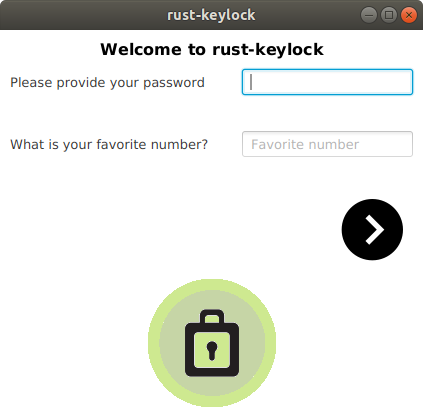 rust-keylock
Welcome to rust-keylock
Please provide your password
What is your favorite number? Favorite number